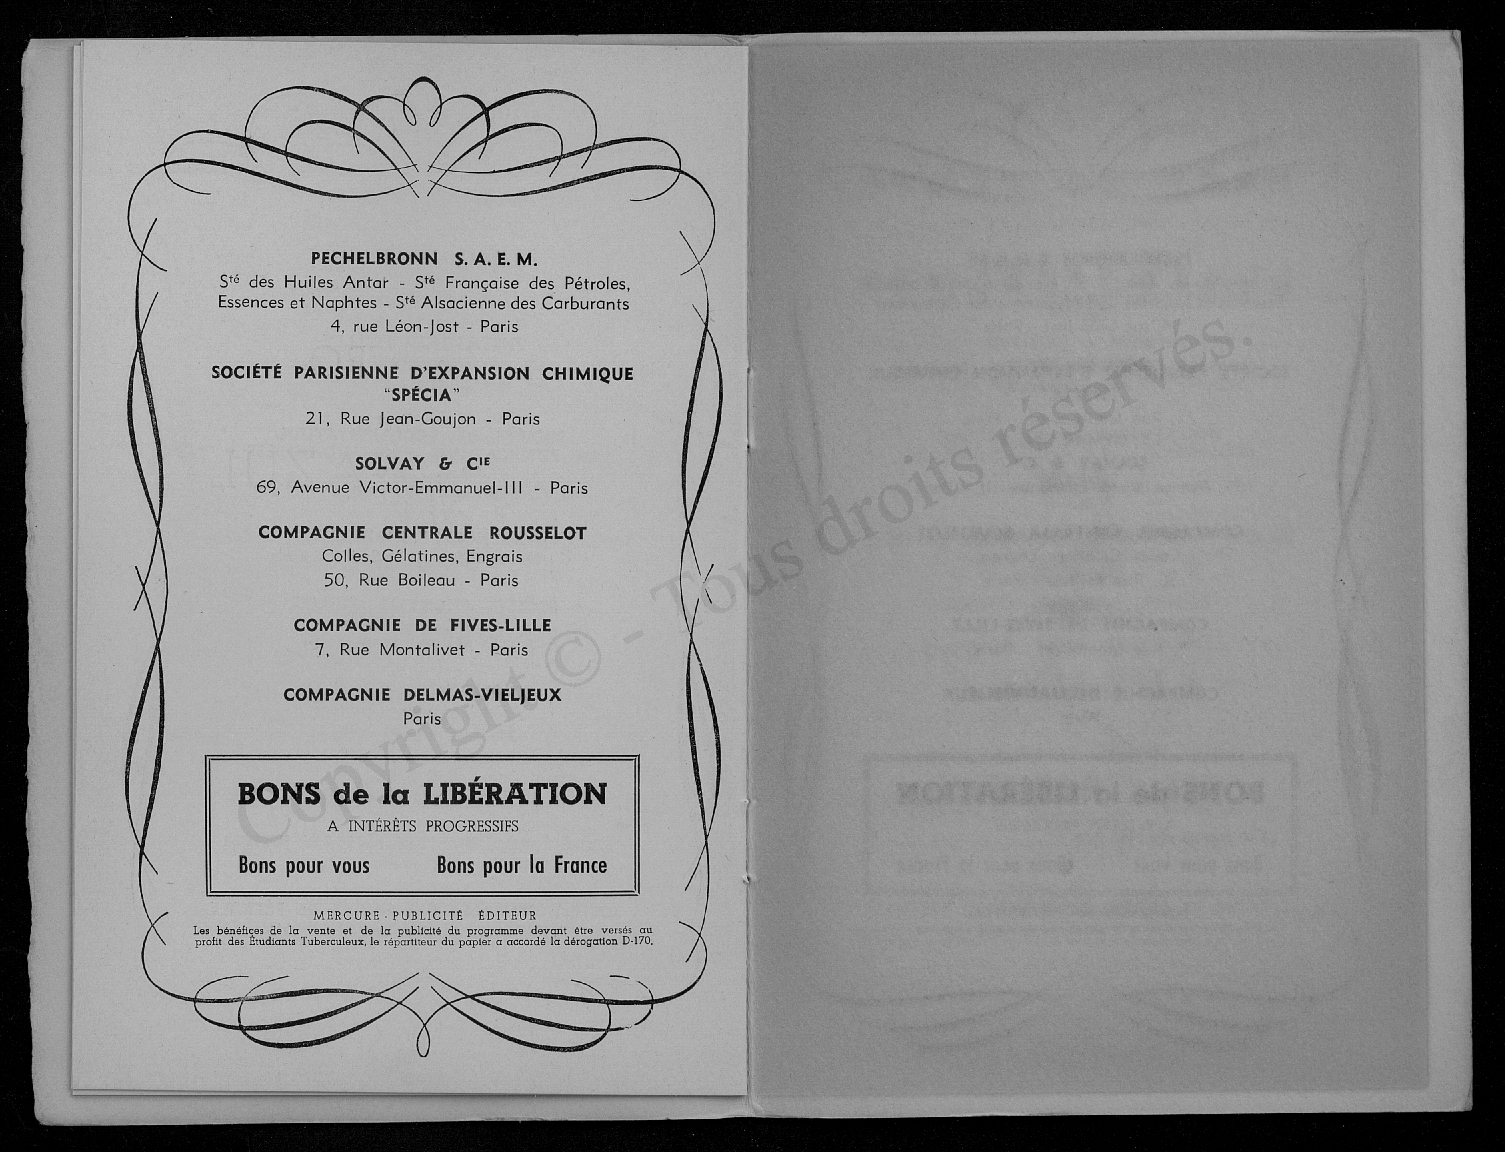 PECHELBRONN S. A. E. M.
Sté des Huiles Antar - Sté Française des Pétroles,
Essences et Naphtes - Sté Alsacienne des Carburants
4, rue Léon-Jost - Paris
SOCIÉTÉ PARISIENNE D'EXPANSION CHIMIQUE
"SPÉCIA"
21, Rue Jean-Goujon - Paris
SOLVAY & CIE
69, Avenue Victor-Emmanuel-III - Paris
COMPAGNIE CENTRALE ROUSSELOT
Colles, Gélatines, Engrais
50, Rue Boileau - Paris
COMPAGNIE DE FIVES-LILLE
7, Rue Montalivet - Paris
COMPAGNIE DELMAS-VIELJEUX
Paris
BONS de la LIBÉRATION
A INTÉRÊTS PROGRESSIFS
Bons pour vous Bons pour la France
MERCURE - PUBLICITÉ ÉDITEUR
Les bénéfices de la vente et de la publicité du programme devant être versés au
profit des Étudiants Tuberculeux, le répartiteur du papier a accordé la dérogation D-170.
Copyright © - Tous droits réservés.